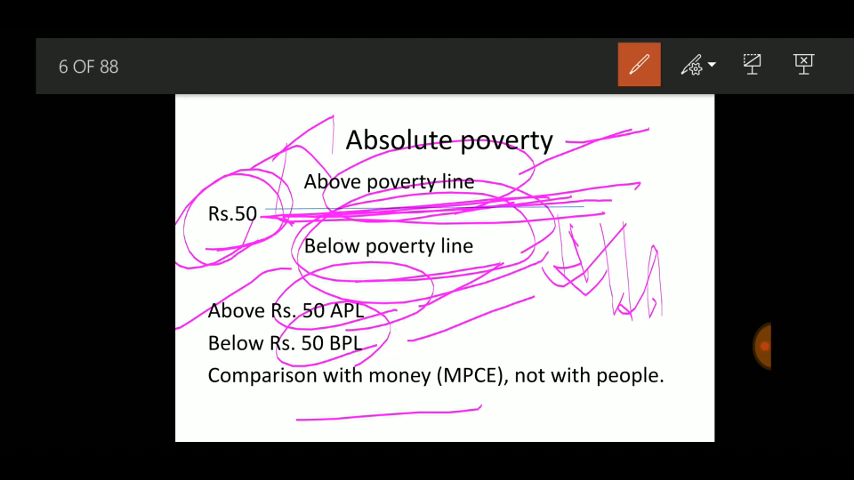 6 OF 88
Absolute poverty
Above poverty line
Rs.50
Below poverty line
Above Rs. 50 APL
Below Rs. 50 BPL
Comparison with money (MPCE), not with people.